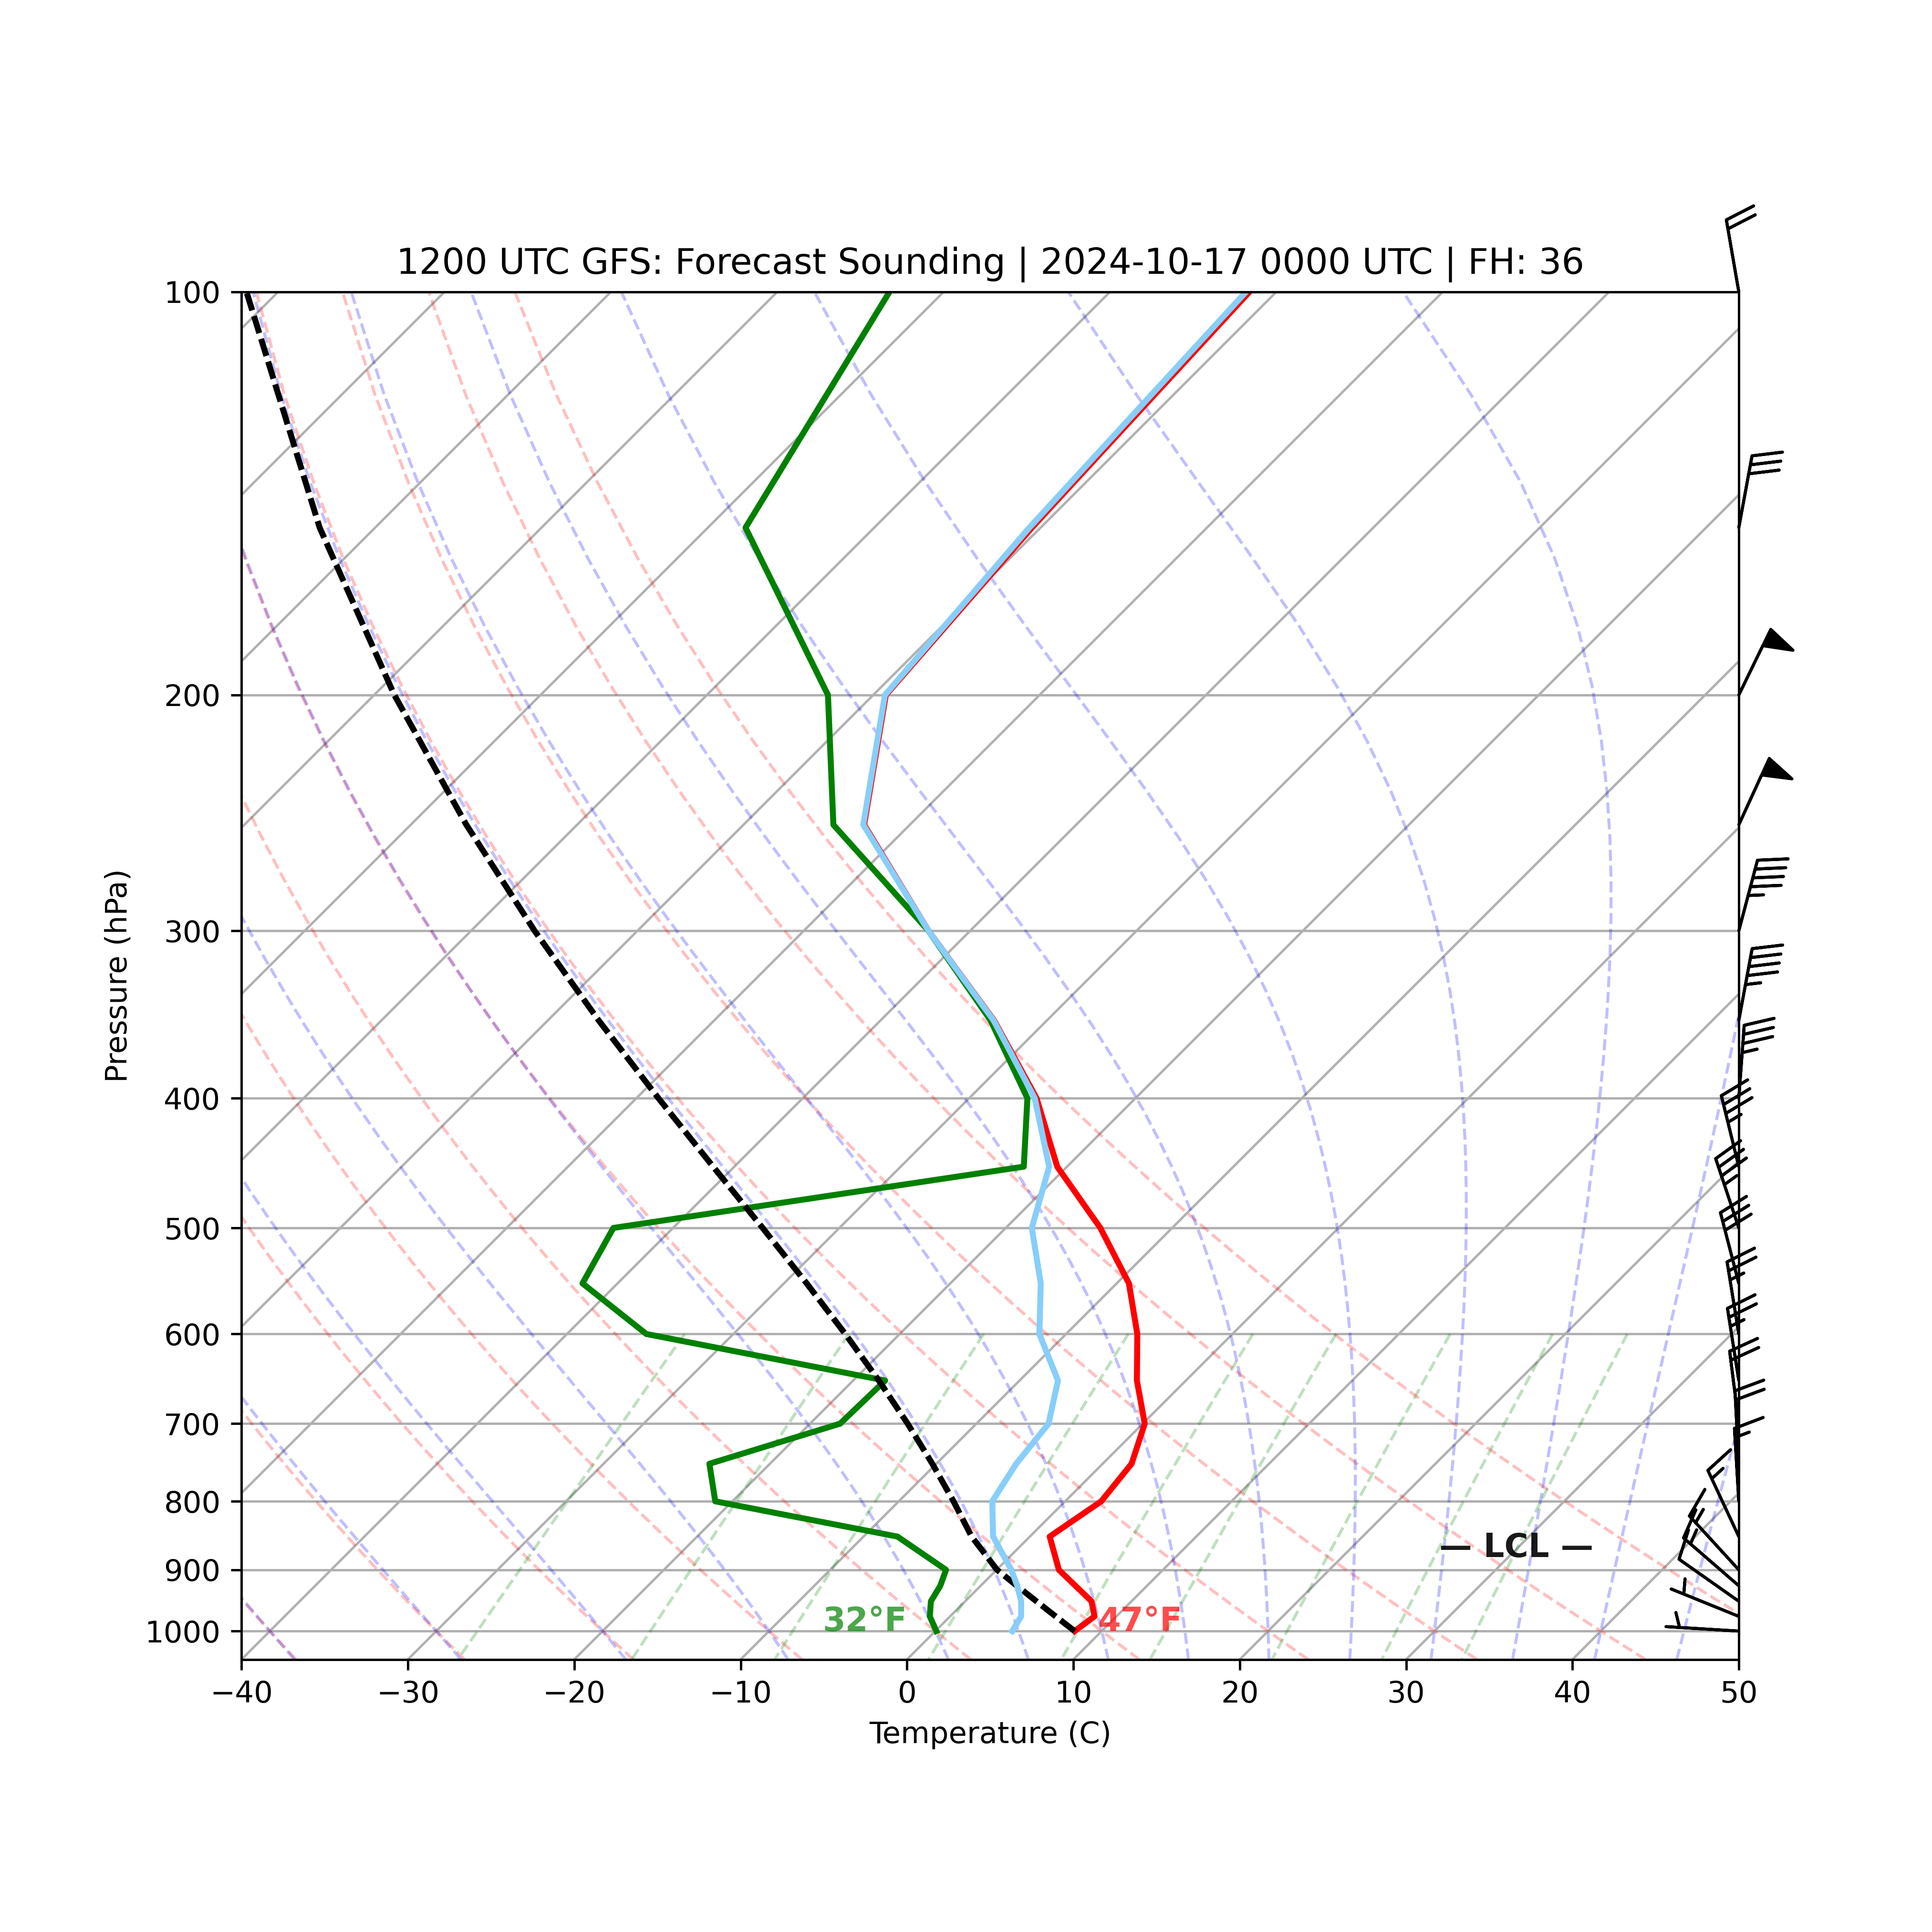 1200 UTC GFS: Forecast Sounding | 2024-10-17 0000 UTC | FH: 36
100
200
300
400
500
600
700
800
900
1000
Pressure (hPa)
— LCL —
32°F
47°F
−40 −30 −20 −10 0 10 20 30 40 50
Temperature (C)